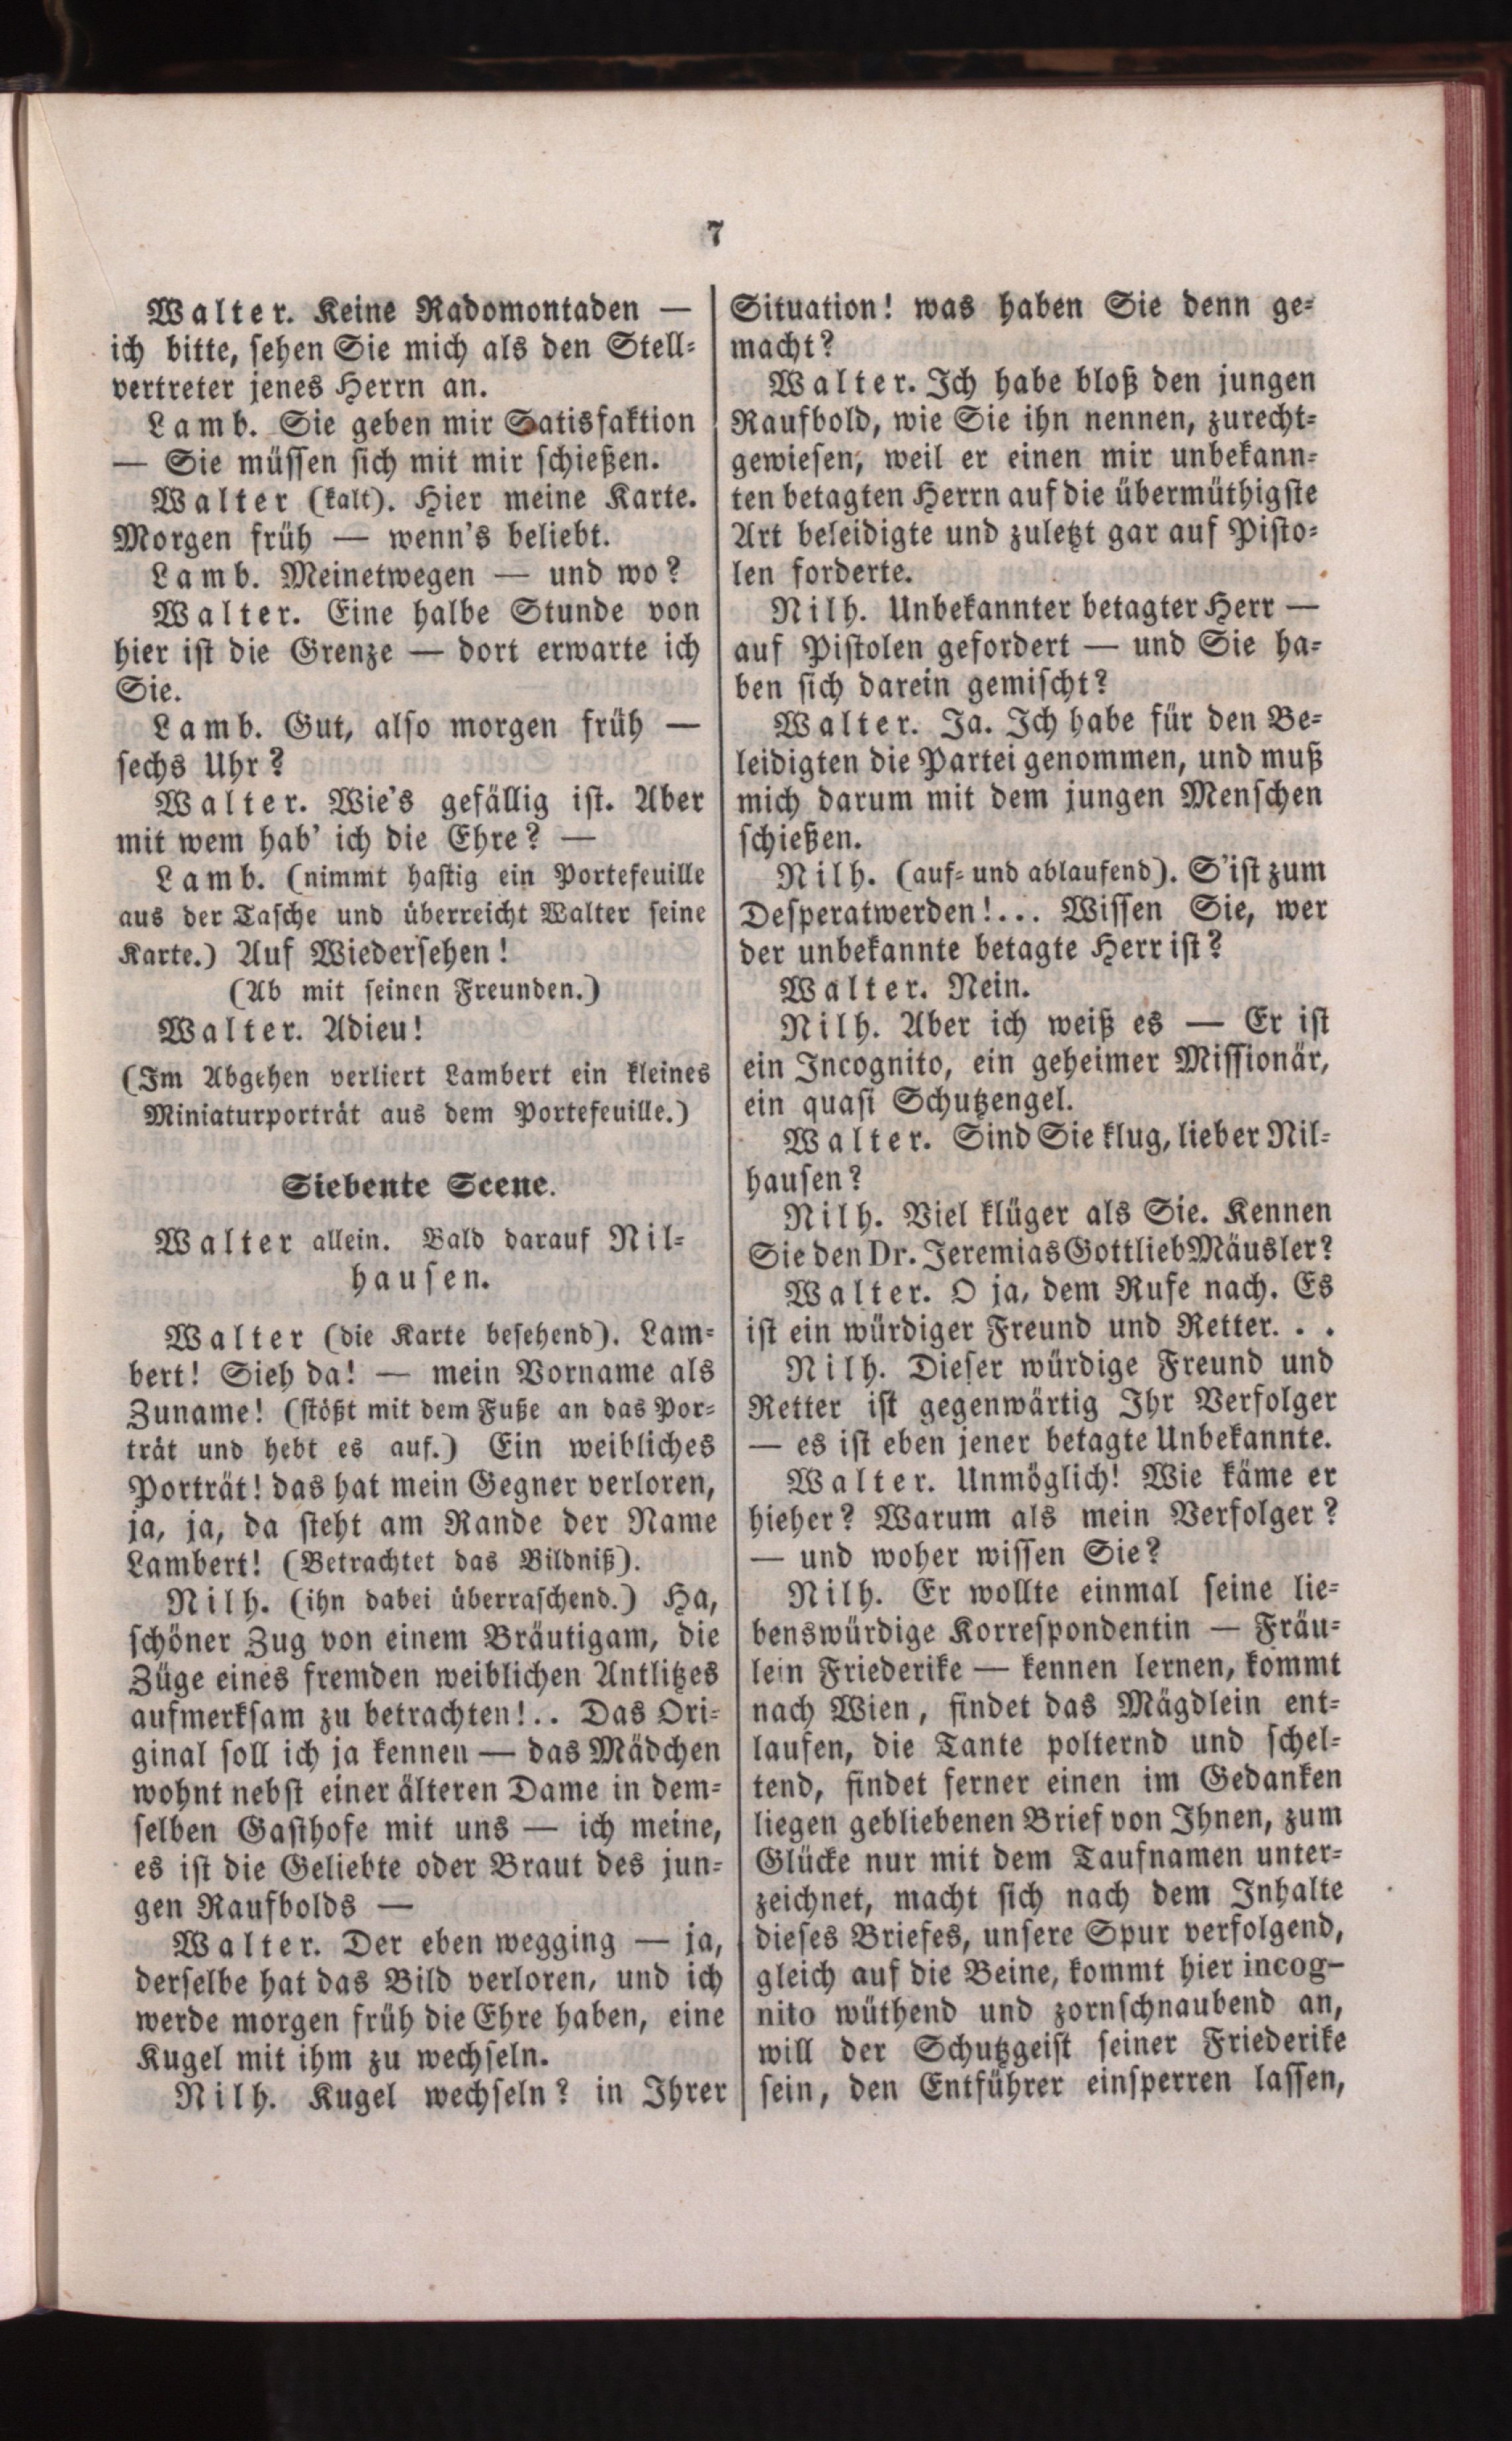 7
Walter. Keine Radomontaden —
ich bitte, sehen Sie mich als den Stell-
vertreter jenes Herrn an.
Lamb. Sie geben mir Satisfaktion
— Sie müssen sich mit mir schießen.
Walter (kalt). Hier meine Karte.
Morgen früh — wenn's beliebt.
Lamb. Meinetwegen — und wo?
Walter. Eine halbe Stunde von
hier ist die Grenze — dort erwarte ich
Sie.
Lamb. Gut, also morgen früh —
sechs Uhr?
Walter. Wie's gefällig ist. Aber
mit wem hab' ich die Ehre? —
Lamb. (nimmt hastig ein Portefeuille
aus der Tasche und überreicht Walter seine
Karte.) Auf Wiedersehen!
(Ab mit seinen Freunden.)
Walter. Adieu!
(Im Abgehen verliert Lambert ein kleines
Miniaturporträt aus dem Portefeuille.)
Siebente Scene.
Walter allein. Bald darauf Nil-
hausen.
Walter (die Karte besehend). Lam-
bert! Sieh da! — mein Vorname als
Zuname! (stößt mit dem Fuße an das Por-
trät und hebt es auf.) Ein weibliches
Porträt! das hat mein Gegner verloren,
ja, ja, da steht am Rande der Name
Lambert! (Betrachtet das Bildniß).
Nilh. (ihn dabei überraschend.) Ha,
schöner Zug von einem Bräutigam, die
Züge eines fremden weiblichen Antlitzes
aufmerksam zu betrachten!.. Das Ori-
ginal soll ich ja kennen — das Mädchen
wohnt nebst einer älteren Dame in dem-
selben Gasthofe mit uns — ich meine,
es ist die Geliebte oder Braut des jun-
gen Raufbolds —
Walter. Der eben wegging — ja,
derselbe hat das Bild verloren, und ich
werde morgen früh die Ehre haben, eine
Kugel mit ihm zu wechseln.
Nilh. Kugel wechseln? in Ihrer
Situation! was haben Sie denn ge-
macht?
Walter. Ich habe bloß den jungen
Raufbold, wie Sie ihn nennen, zurecht-
gewiesen, weil er einen mir unbekann-
ten betagten Herrn auf die übermüthigste
Art beleidigte und zuletzt gar auf Pisto-
len forderte.
Nilh. Unbekannter betagter Herr —
auf Pistolen gefordert — und Sie ha-
ben sich darein gemischt?
Walter. Ja. Ich habe für den Be-
leidigten die Partei genommen, und muß
mich darum mit dem jungen Menschen
schießen.
Nilh. (auf- und ablaufend). S'ist zum
Desperatwerden!... Wissen Sie, wer
der unbekannte betagte Herr ist?
Walter. Nein.
Nilh. Aber ich weiß es — Er ist
ein Incognito, ein geheimer Missionär,
ein quasi Schutzengel.
Walter. Sind Sie klug, lieber Nil-
hausen?
Nilh. Viel klüger als Sie. Kennen
Sie den Dr. Jeremias Gottlieb Mäusler?
Walter. O ja, dem Rufe nach. Es
ist ein würdiger Freund und Retter. . .
Nilh. Dieser würdige Freund und
Retter ist gegenwärtig Ihr Verfolger
— es ist eben jener betagte Unbekannte.
Walter. Unmöglich! Wie käme er
hieher? Warum als mein Verfolger?
— und woher wissen Sie?
Nilh. Er wollte einmal seine lie-
benswürdige Korrespondentin — Fräu-
lein Friederike — kennen lernen, kommt
nach Wien, findet das Mägdlein ent-
laufen, die Tante polternd und schel-
tend, findet ferner einen im Gedanken
liegen gebliebenen Brief von Ihnen, zum
Glücke nur mit dem Taufnamen unter-
zeichnet, macht sich nach dem Inhalte
dieses Briefes, unsere Spur verfolgend,
gleich auf die Beine, kommt hier incog-
nito wüthend und zornschnaubend an,
will der Schutzgeist seiner Friederike
sein, den Entführer einsperren lassen,